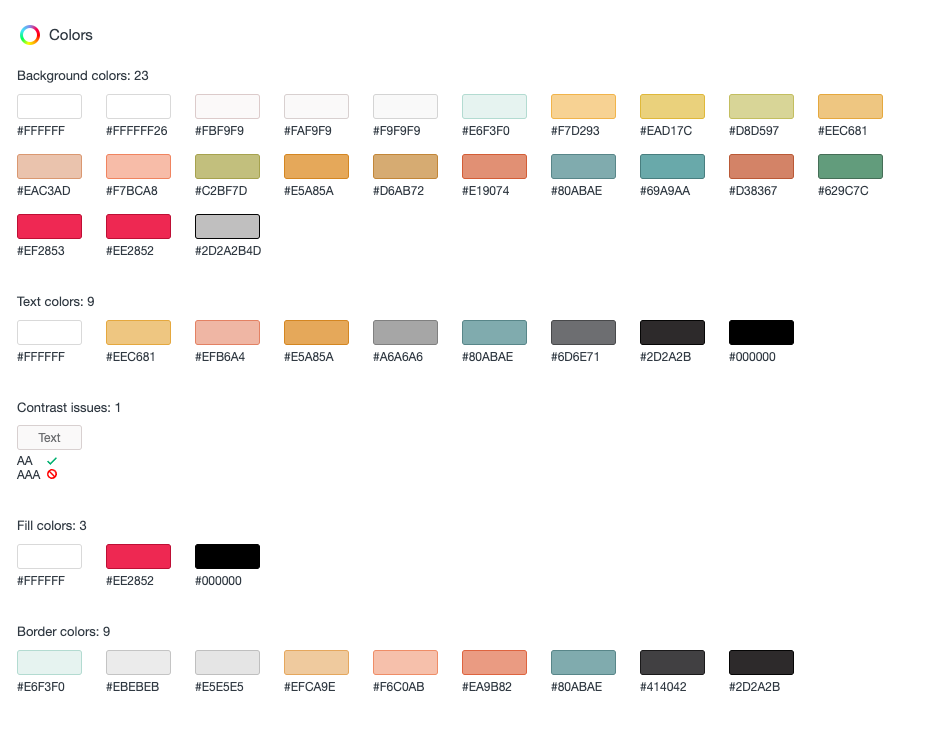 Colors
Background colors: 23
#FFFFFF #FFFFFF26 #FBF9F9 #FAF9F9 #F9F9F9 #E6F3F0 #F7D293 #EAD17C #D8D597 #EEC681
#EAC3AD #F7BCA8 #C2BF7D #E5A85A #D6AB72 #E19074 #80ABAE #69A9AA #D38367 #629C7C
#EF2853 #EE2852 #2D2A2B4D
Text colors: 9
#FFFFFF #EEC681 #EFB6A4 #E5A85A #A6A6A6 #80ABAE #6D6E71 #2D2A2B #000000
Contrast issues: 1
Text
AA
AAA
Fill colors: 3
#FFFFFF #EE2852 #000000
Border colors: 9
#E6F3F0 #EBEBEB #E5E5E5 #EFCA9E #F6C0AB #EA9B82 #80ABAE #414042 #2D2A2B